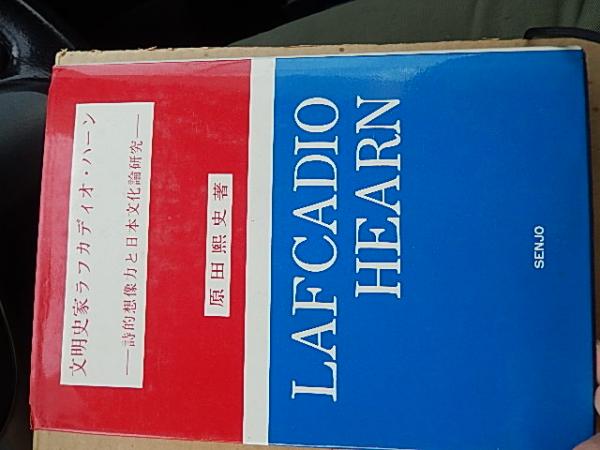 文明史家ラフカディオ・ハーン
―詩的想像力と日本文化論研究―
原田熙史著
LAFCADIO
HEARN
SENJO